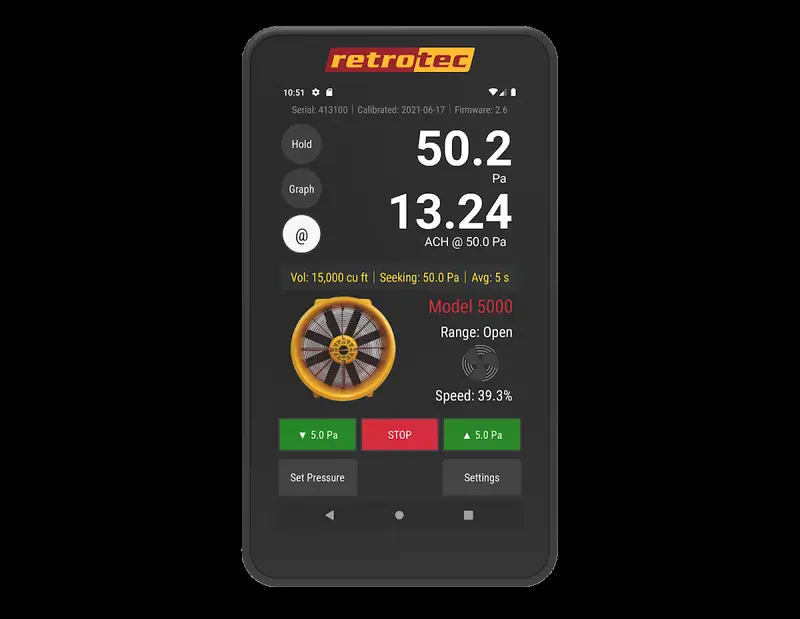 retrotec
10:51
Serial: 413100 | Calibrated: 2021-06-17 | Firmware: 2.6
Hold
50.2
Pa
Graph
13.24
@
ACH @ 50.0 Pa
Vol: 15,000 cu ft | Seeking: 50.0 Pa | Avg: 5 s
Model 5000
Range: Open
Speed: 39.3%
▼ 5.0 Pa
STOP
▲ 5.0 Pa
Set Pressure
Settings